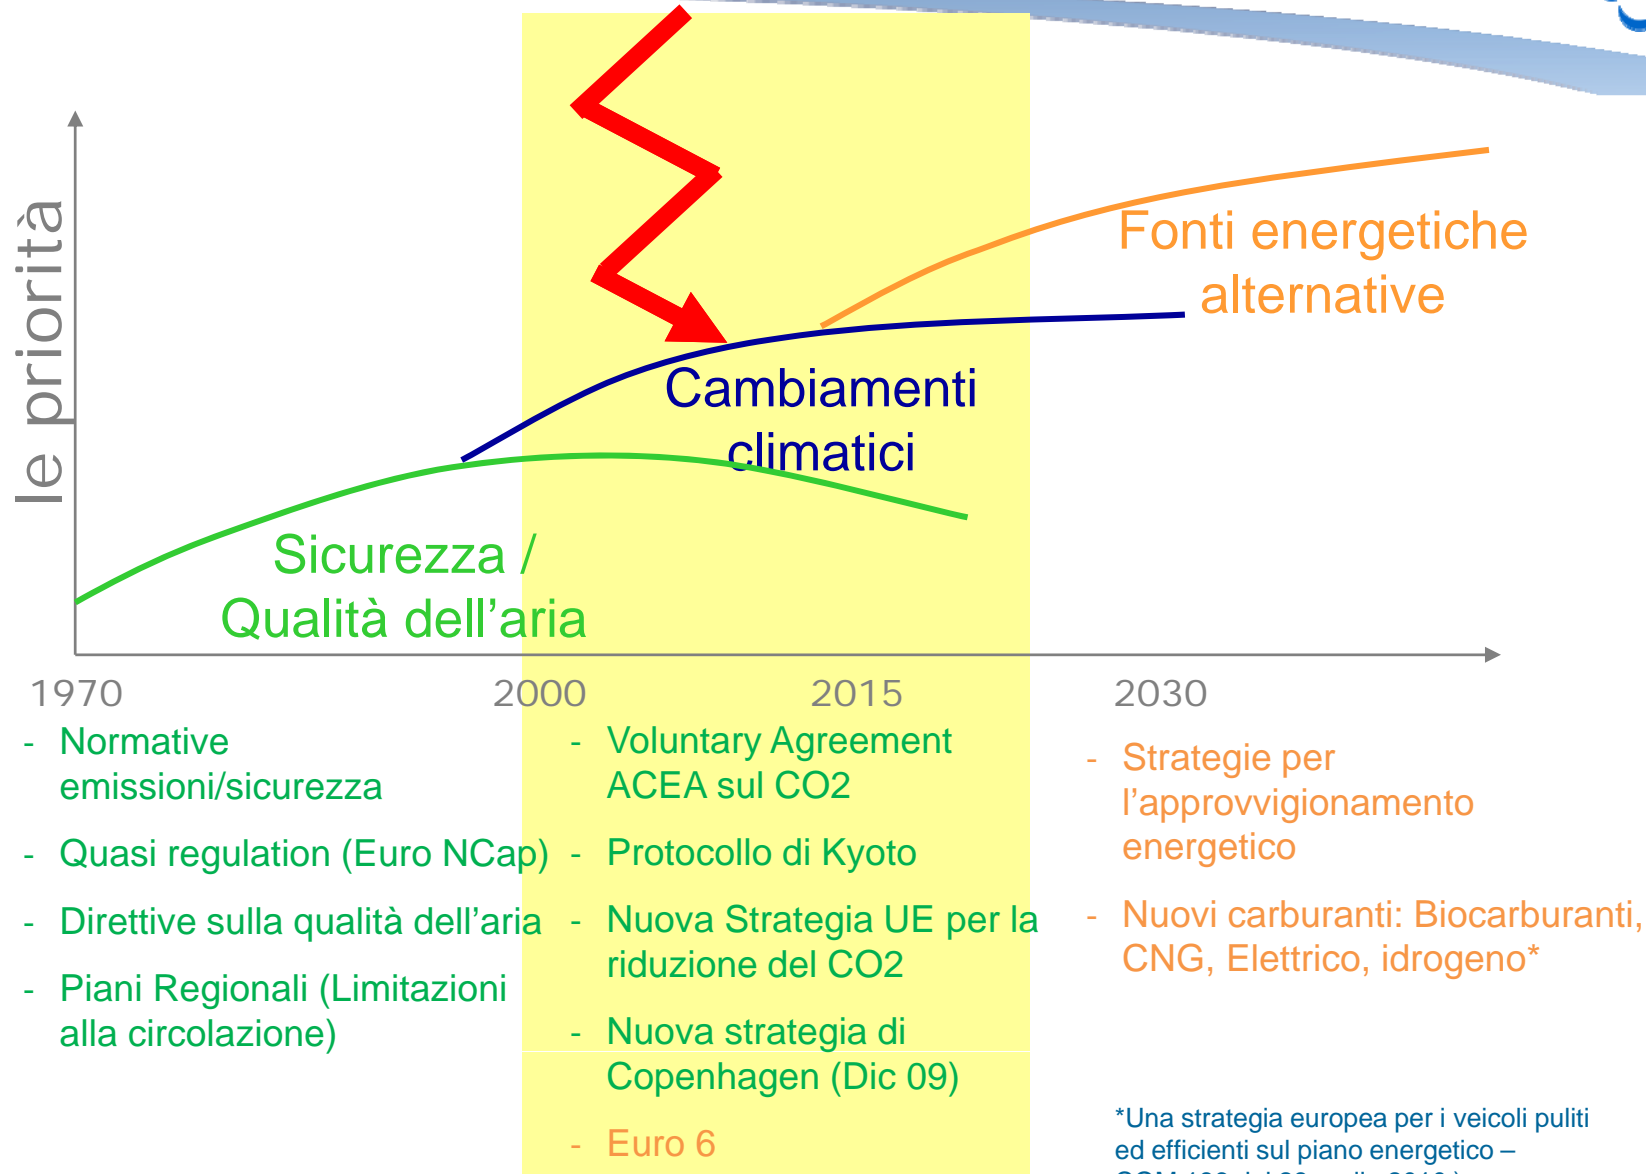 le priorità
Fonti energetiche
alternative
Cambiamenti
climatici
Sicurezza /
Qualità dell’aria
1970
2000
2015
2030
- Normative
emissioni/sicurezza
- Quasi regulation (Euro NCap)
- Direttive sulla qualità dell’aria
- Piani Regionali (Limitazioni
alla circolazione)
- Voluntary Agreement
ACEA sul CO2
- Protocollo di Kyoto
- Nuova Strategia UE per la
riduzione del CO2
- Nuova strategia di
Copenhagen (Dic 09)
- Euro 6
- Strategie per
l’approvvigionamento
energetico
- Nuovi carburanti: Biocarburanti,
CNG, Elettrico, idrogeno*
*Una strategia europea per i veicoli puliti
ed efficienti sul piano energetico –